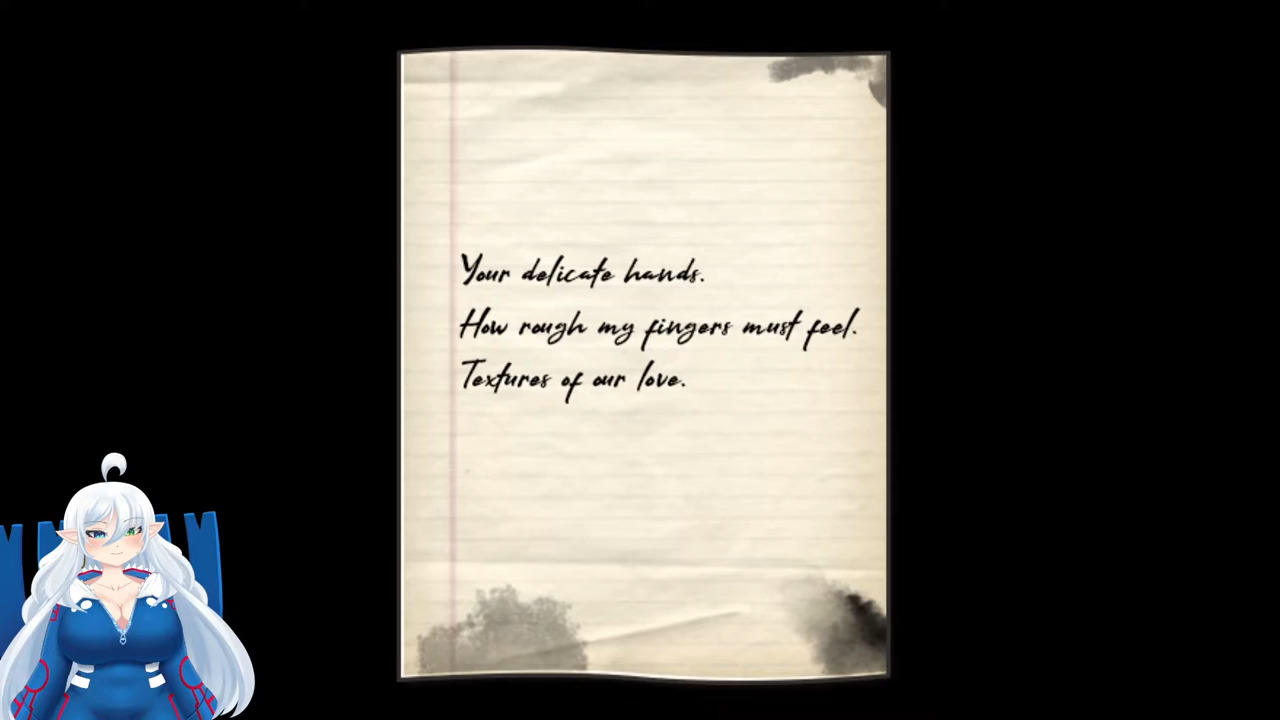 Your delicate hands.
How rough my fingers must feel.
Textures of our love.